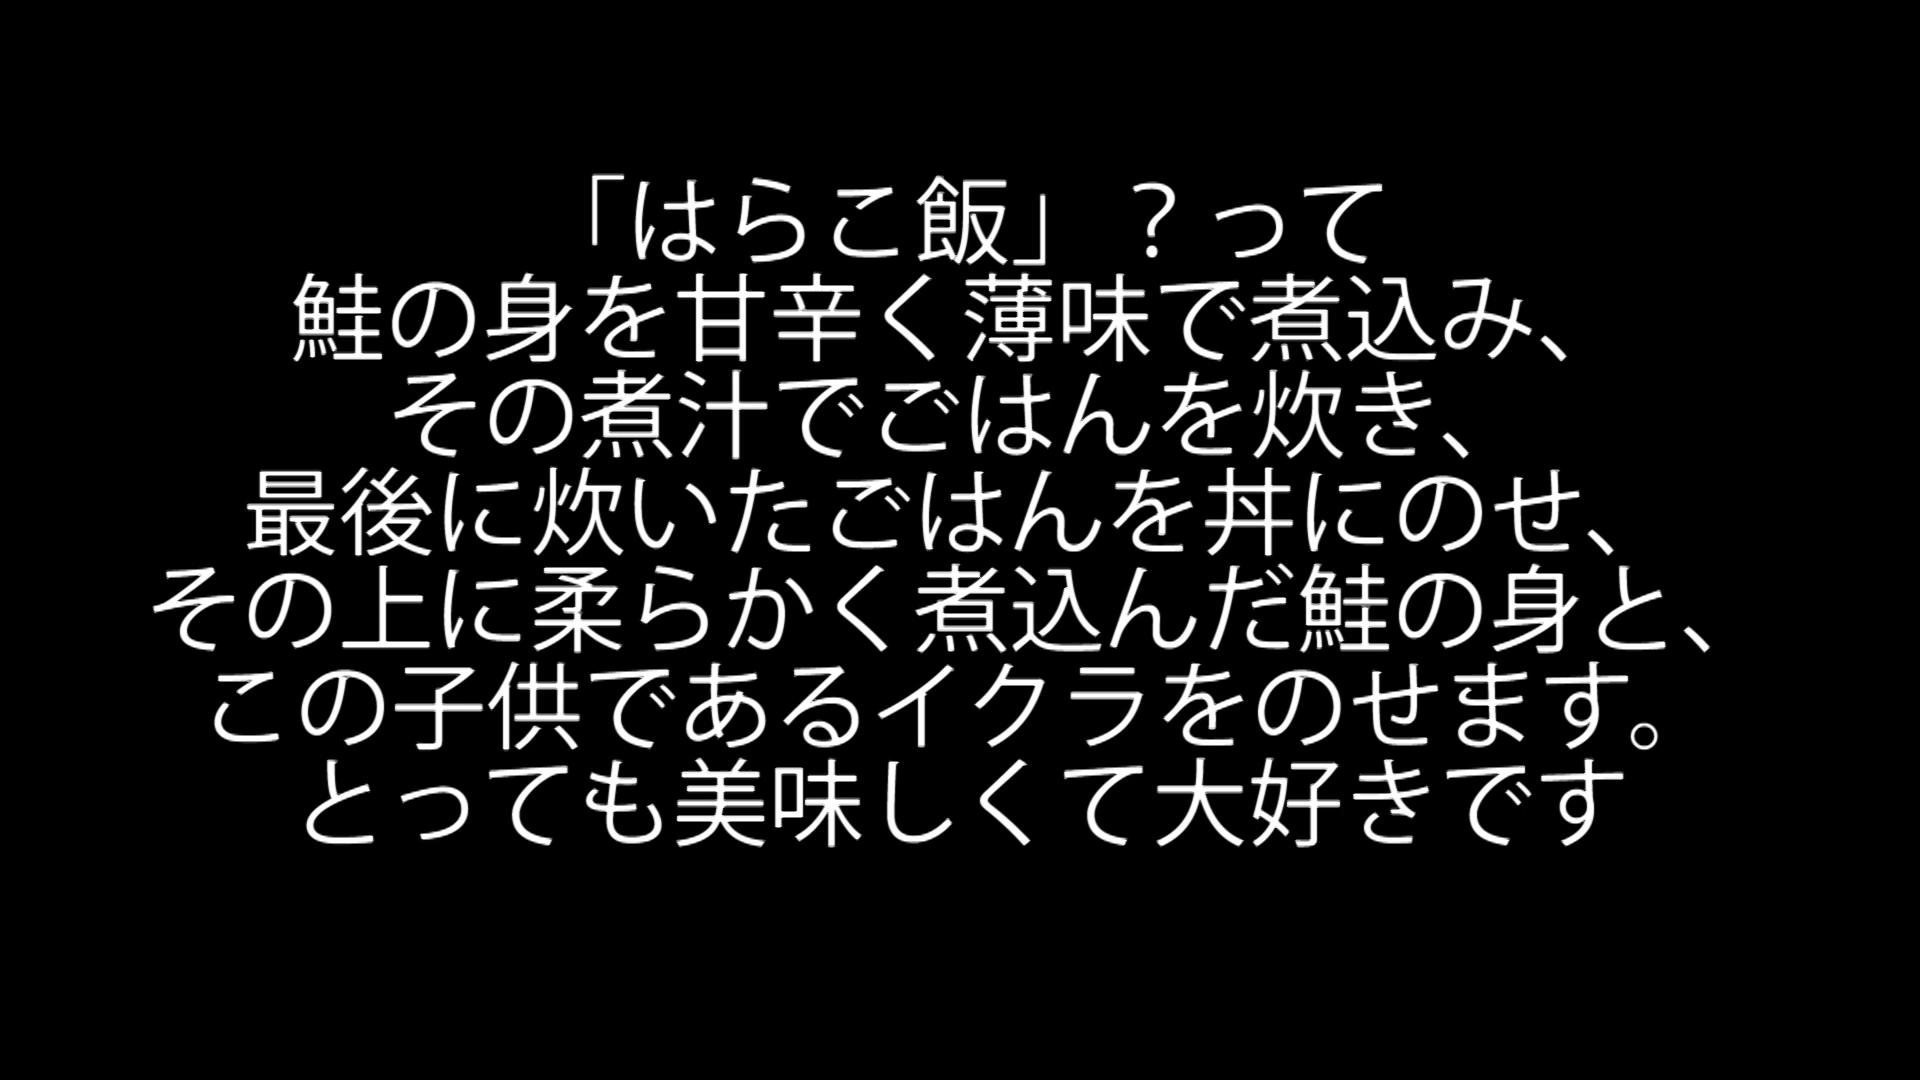 「はらこ飯」？って
鮭の身を甘辛く薄味で煮込み、
その煮汁でごはんを炊き、
最後に炊いたごはんを丼にのせ、
その上に柔らかく煮込んだ鮭の身と、
この子供であるイクラをのせます。
とっても美味しくて大好きです